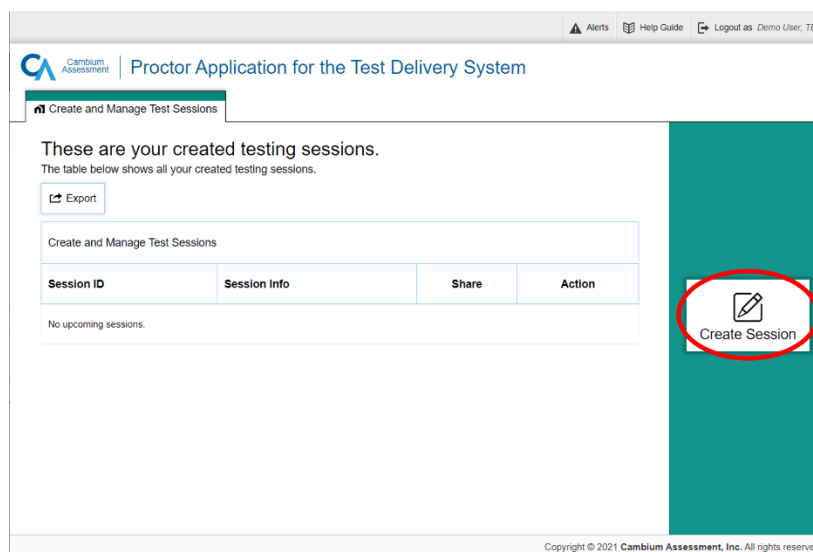 Alerts Help Guide Logout as Demo User, TE
CA Cambium Assessment Proctor Application for the Test Delivery System
Create and Manage Test Sessions
These are your created testing sessions.
The table below shows all your created testing sessions.
Export
Create and Manage Test Sessions
Session ID Session Info Share Action
No upcoming sessions.
Create Session
Copyright © 2021 Cambium Assessment, Inc. All rights reserve